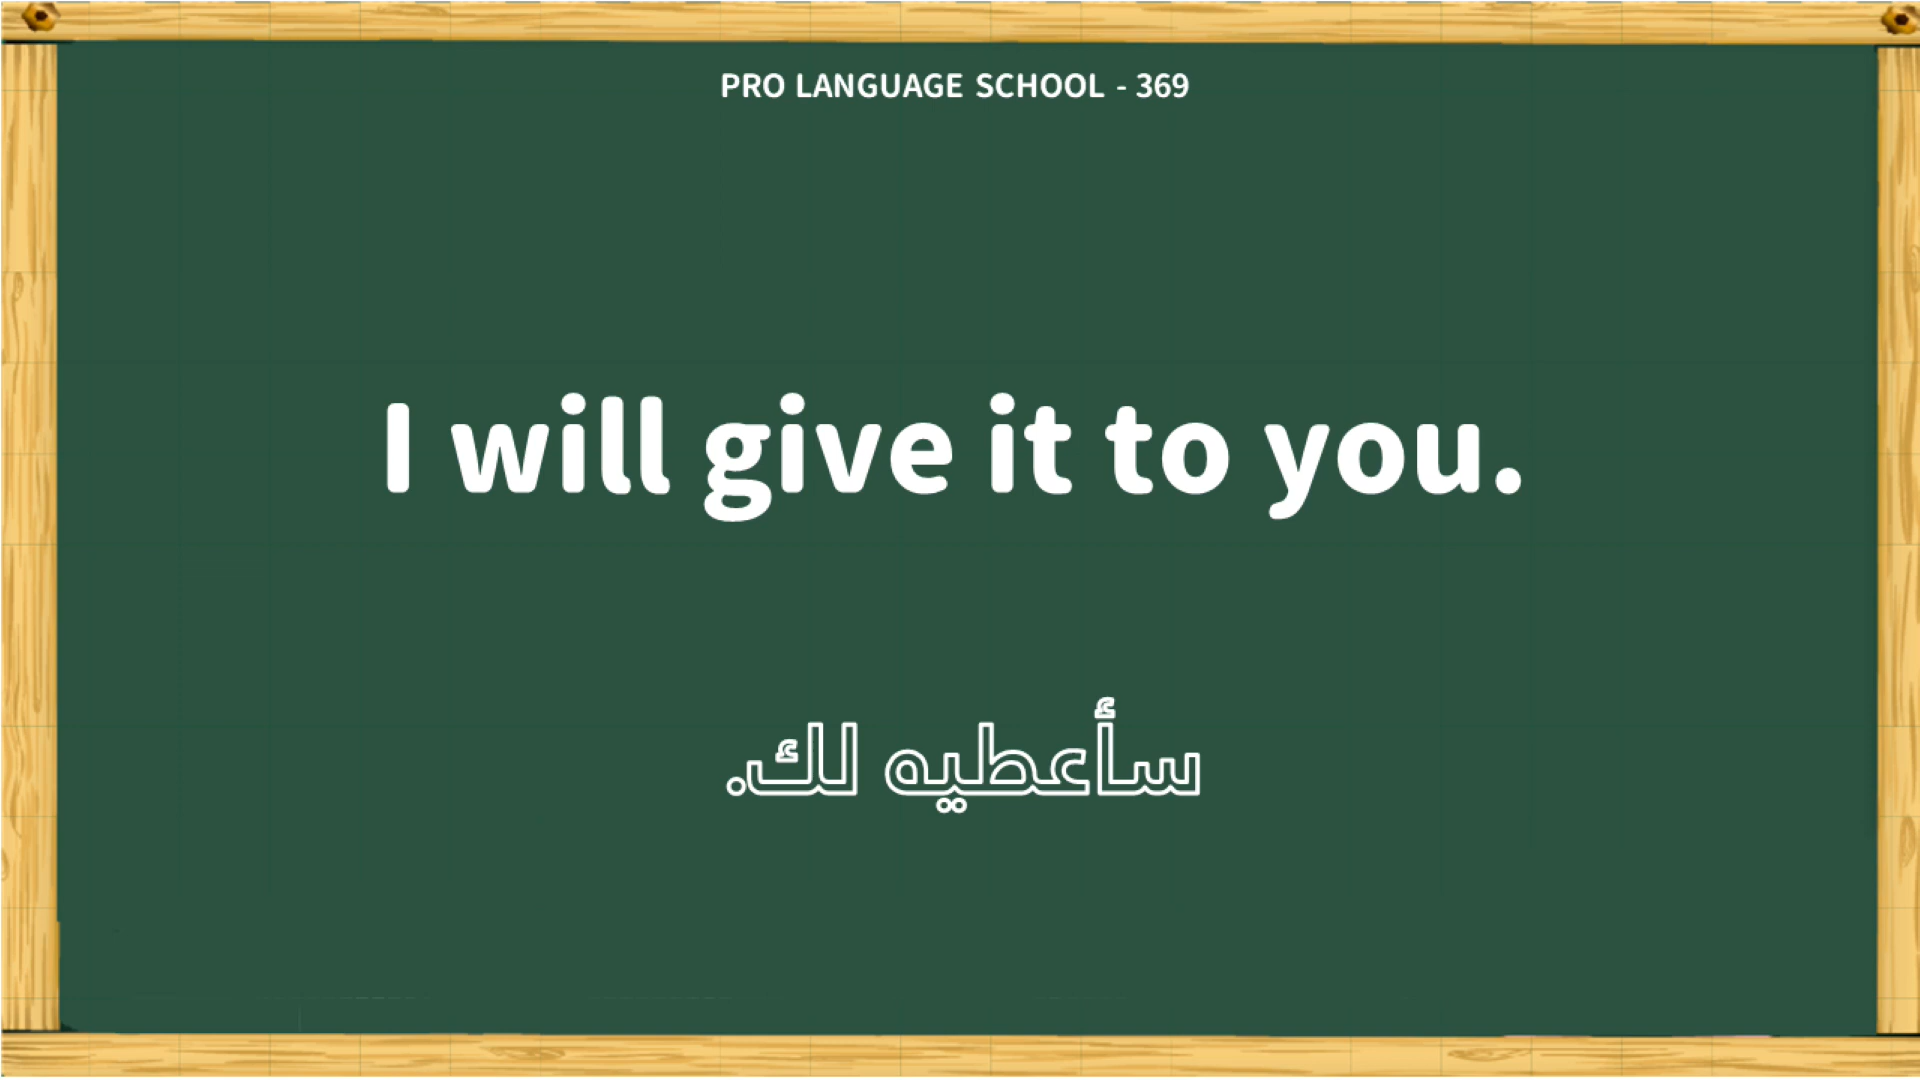 PRO LANGUAGE SCHOOL - 369
I will give it to you.
سأعطيه لك.